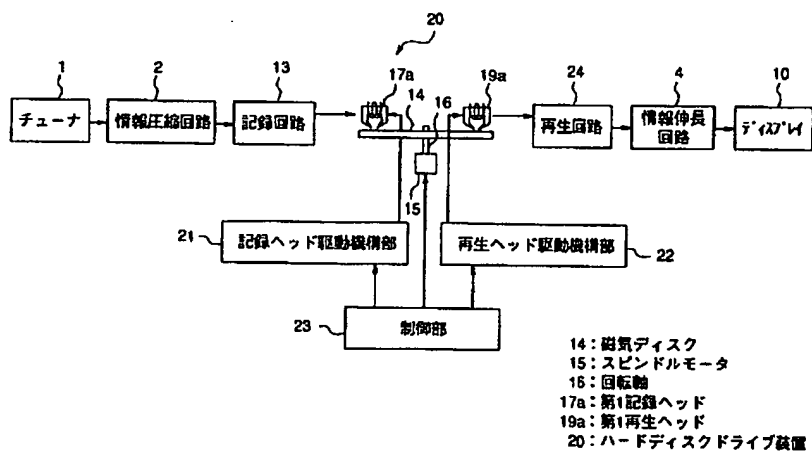 20
1
2
13
17a
14
16
19a
24
4
10
チューナ
情報圧縮回路
記録回路
再生回路
情報伸長
回路
ディスプレイ
15
21
記録ヘッド駆動機構部
再生ヘッド駆動機構部
22
23
制御部
14：磁気ディスク
15：スピンドルモータ
16：回転軸
17a：第1記録ヘッド
19a：第1再生ヘッド
20：ハードディスクドライブ装置